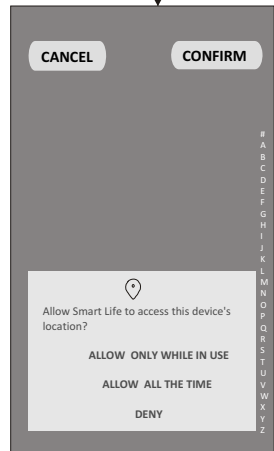 CANCEL
CONFIRM
#
A
B
C
D
E
F
G
H
I
J
K
L
M
N
O
P
Q
R
S
T
U
V
W
X
Y
Z
Allow Smart Life to access this device's
location?
ALLOW ONLY WHILE IN USE
ALLOW ALL THE TIME
DENY